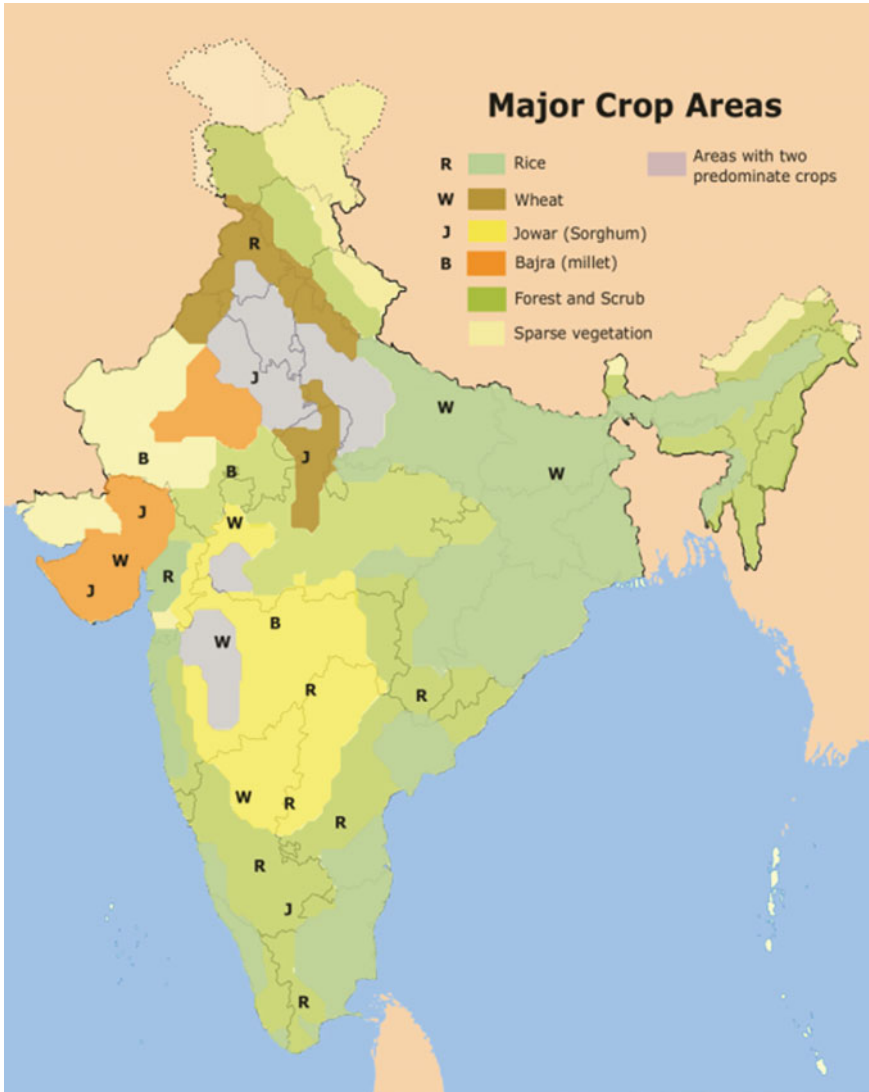 Major Crop Areas
R Rice
Areas with two
predominate crops
W Wheat
J Jowar (Sorghum)
B Bajra (millet)
Forest and Scrub
Sparse vegetation
R
J
W
B
B
J
W
J
W
W
R
J
W
B
R
R
W
R
R
R
J
R